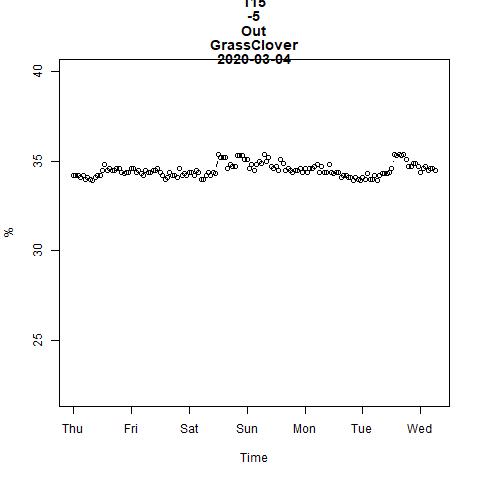 T15
-5
Out
GrassClover
2020-03-04
40
35
30
25
%
Thu Fri Sat Sun Mon Tue Wed
Time